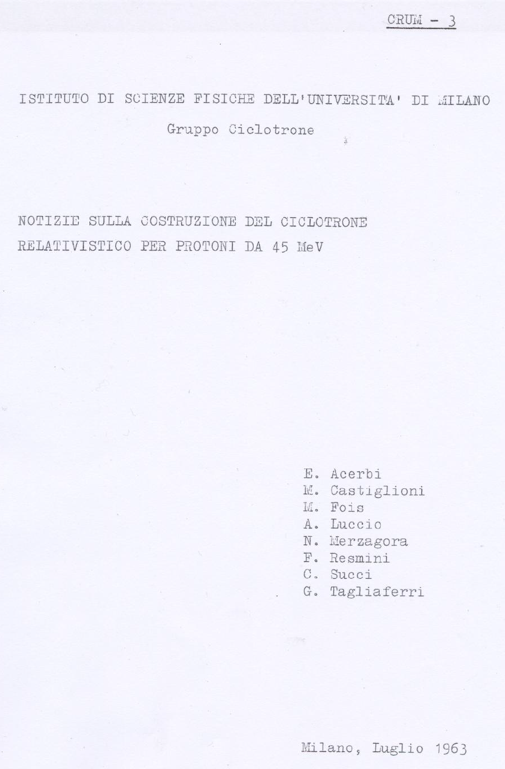 CRUM - 3
ISTITUTO DI SCIENZE FISICHE DELL'UNIVERSITA' DI MILANO
Gruppo Ciclotrone
NOTIZIE SULLA COSTRUZIONE DEL CICLOTRONE
RELATIVISTICO PER PROTONI DA 45 MeV
E. Acerbi
M. Castiglioni
M. Fois
A. Luccio
N. Merzagora
F. Resmini
C. Succi
G. Tagliaferri
Milano, Luglio 1963